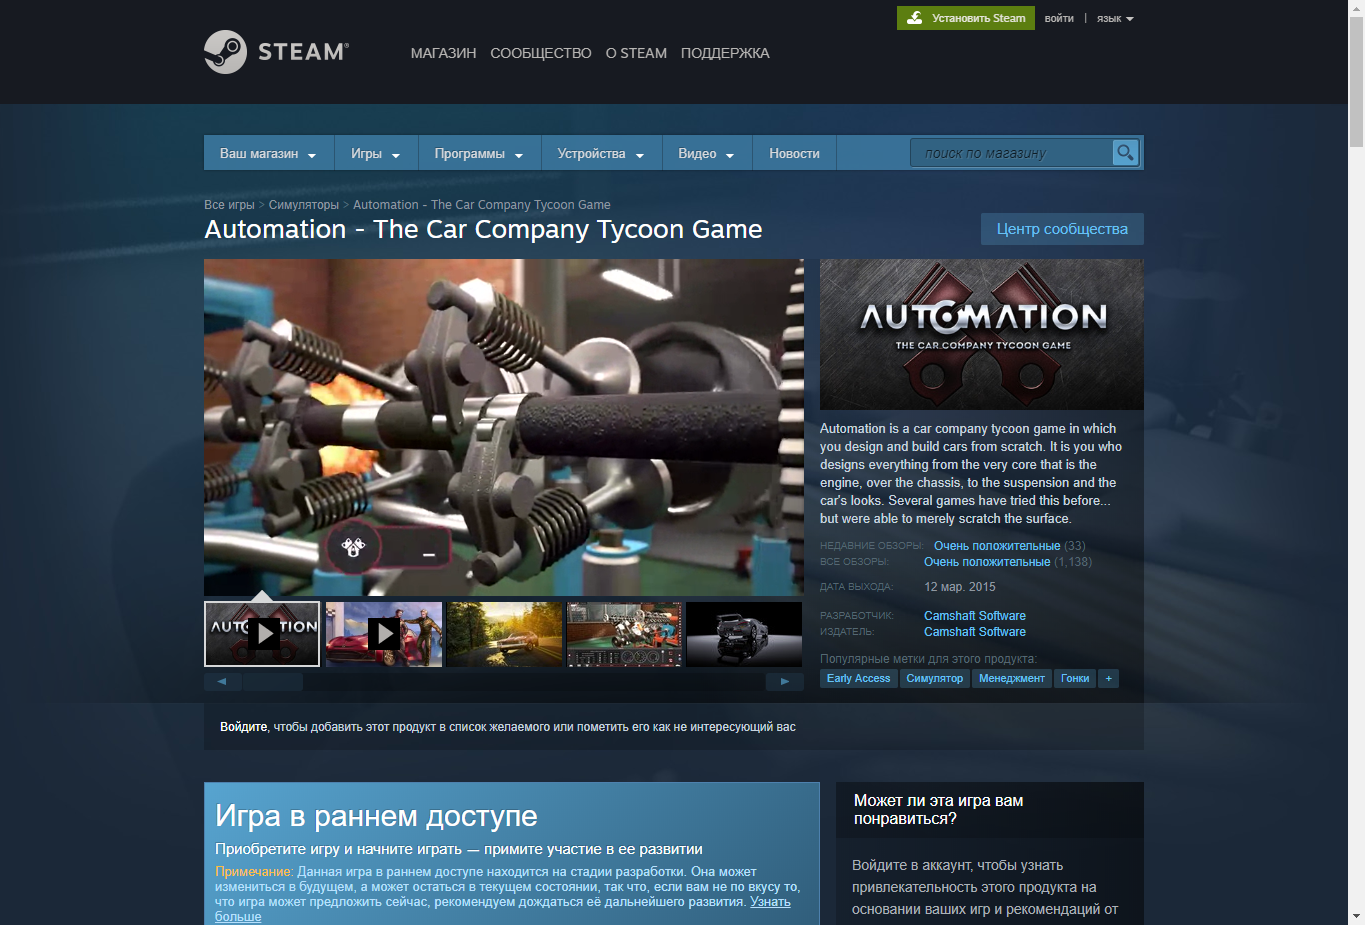 Установить Steam
войти | язык
STEAM®
МАГАЗИН СООБЩЕСТВО О STEAM ПОДДЕРЖКА
Ваш магазин Игры Программы Устройства Видео Новости поиск по магазину
Все игры > Симуляторы > Automation - The Car Company Tycoon Game
Automation - The Car Company Tycoon Game
Центр сообщества
AUTOMATION
THE CAR COMPANY TYCOON GAME
Automation is a car company tycoon game in which
you design and build cars from scratch. It is you who
designs everything from the very core that is the
engine, over the chassis, to the suspension and the
car's looks. Several games have tried this before...
but were able to merely scratch the surface.
НЕДАВНИЕ ОБЗОРЫ: Очень положительные (33)
ВСЕ ОБЗОРЫ: Очень положительные (1,138)
ДАТА ВЫХОДА: 12 мар. 2015
РАЗРАБОТЧИК: Camshaft Software
ИЗДАТЕЛЬ: Camshaft Software
Популярные метки для этого продукта:
Early Access Симулятор Менеджмент Гонки +
Войдите, чтобы добавить этот продукт в список желаемого или пометить его как не интересующий вас
Игра в раннем доступе
Приобретите игру и начните играть — примите участие в ее развитии
Примечание: Данная игра в раннем доступе находится на стадии разработки. Она может
измениться в будущем, а может остаться в текущем состоянии, так что, если вам не по вкусу то,
что игра может предложить сейчас, рекомендуем дождаться её дальнейшего развития. Узнать
больше
Может ли эта игра вам
понравиться?
Войдите в аккаунт, чтобы узнать
привлекательность этого продукта на
основании ваших игр и рекомендаций от